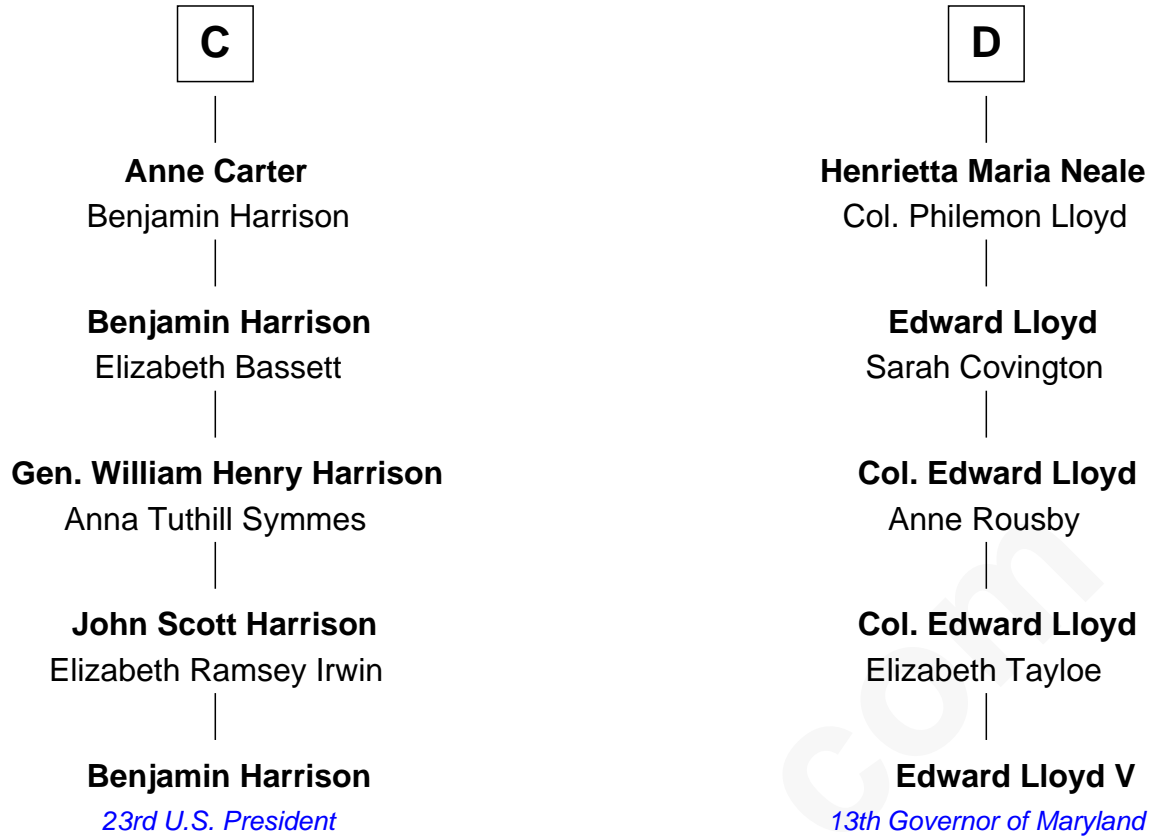 C
Anne Carter
Benjamin Harrison
Benjamin Harrison
Elizabeth Bassett
Gen. William Henry Harrison
Anna Tuthill Symmes
John Scott Harrison
Elizabeth Ramsey Irwin
Benjamin Harrison
23rd U.S. President
D
Henrietta Maria Neale
Col. Philemon Lloyd
Edward Lloyd
Sarah Covington
Col. Edward Lloyd
Anne Rousby
Col. Edward Lloyd
Elizabeth Tayloe
Edward Lloyd V
13th Governor of Maryland
com